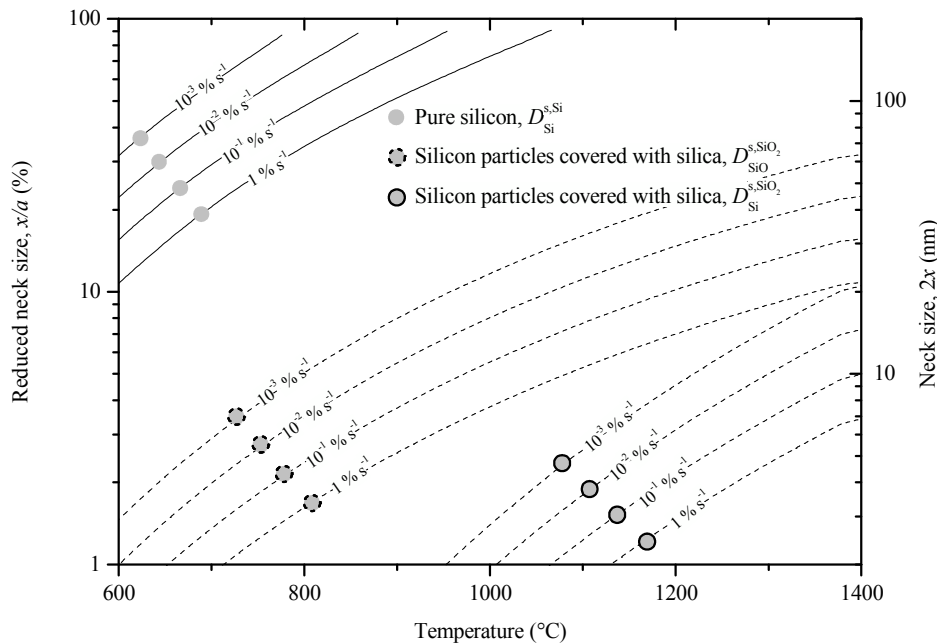 100
10
1
Reduced neck size, x/a (%)
10⁻³ % s⁻¹
10⁻² % s⁻¹
10⁻¹ % s⁻¹
1 % s⁻¹
Pure silicon, D_Si^s,Si
Silicon particles covered with silica, D_SiO^s,SiO₂
Silicon particles covered with silica, D_Si^s,SiO₂
10⁻³ % s⁻¹
10⁻² % s⁻¹
10⁻¹ % s⁻¹
1 % s⁻¹
10⁻³ % s⁻¹
10⁻² % s⁻¹
10⁻¹ % s⁻¹
1 % s⁻¹
100
10
Neck size, 2x (nm)
600 800 1000 1200 1400
Temperature (°C)